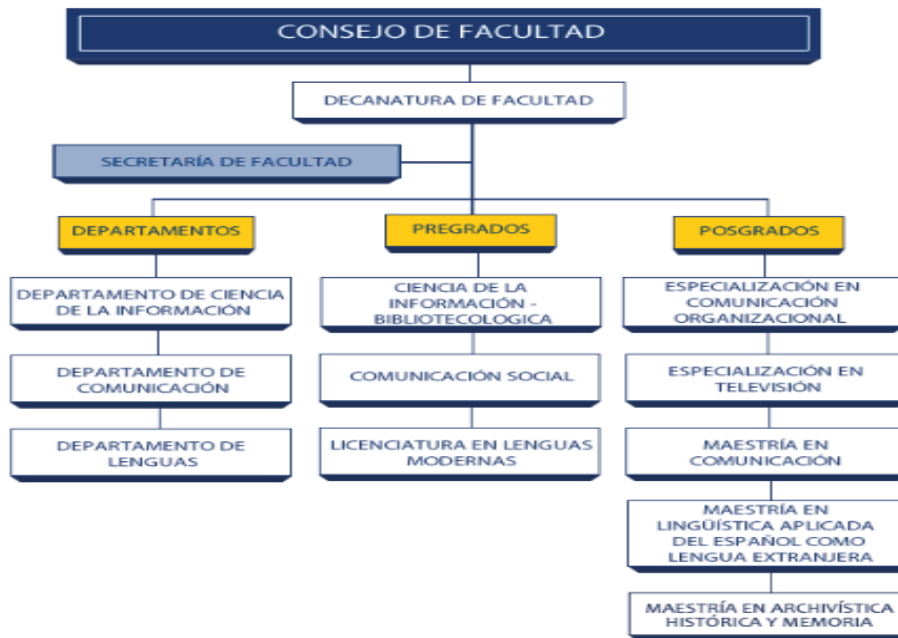 CONSEJO DE FACULTAD
DECANATURA DE FACULTAD
SECRETARÍA DE FACULTAD
DEPARTAMENTOS
DEPARTAMENTO DE CIENCIA
DE LA INFORMACIÓN
DEPARTAMENTO DE
COMUNICACIÓN
DEPARTAMENTO DE
LENGUAS
PREGRADOS
CIENCIA DE LA
INFORMACIÓN -
BIBLIOTECOLOGICA
COMUNICACIÓN SOCIAL
LICENCIATURA EN LENGUAS
MODERNAS
POSGRADOS
ESPECIALIZACIÓN EN
COMUNICACIÓN
ORGANIZACIONAL
ESPECIALIZACIÓN EN
TELEVISIÓN
MAESTRÍA EN
COMUNICACIÓN
MAESTRÍA EN
LINGÜÍSTICA APLICADA
DEL ESPAÑOL COMO
LENGUA EXTRANJERA
MAESTRÍA EN ARCHIVÍSTICA
HISTÓRICA Y MEMORIA